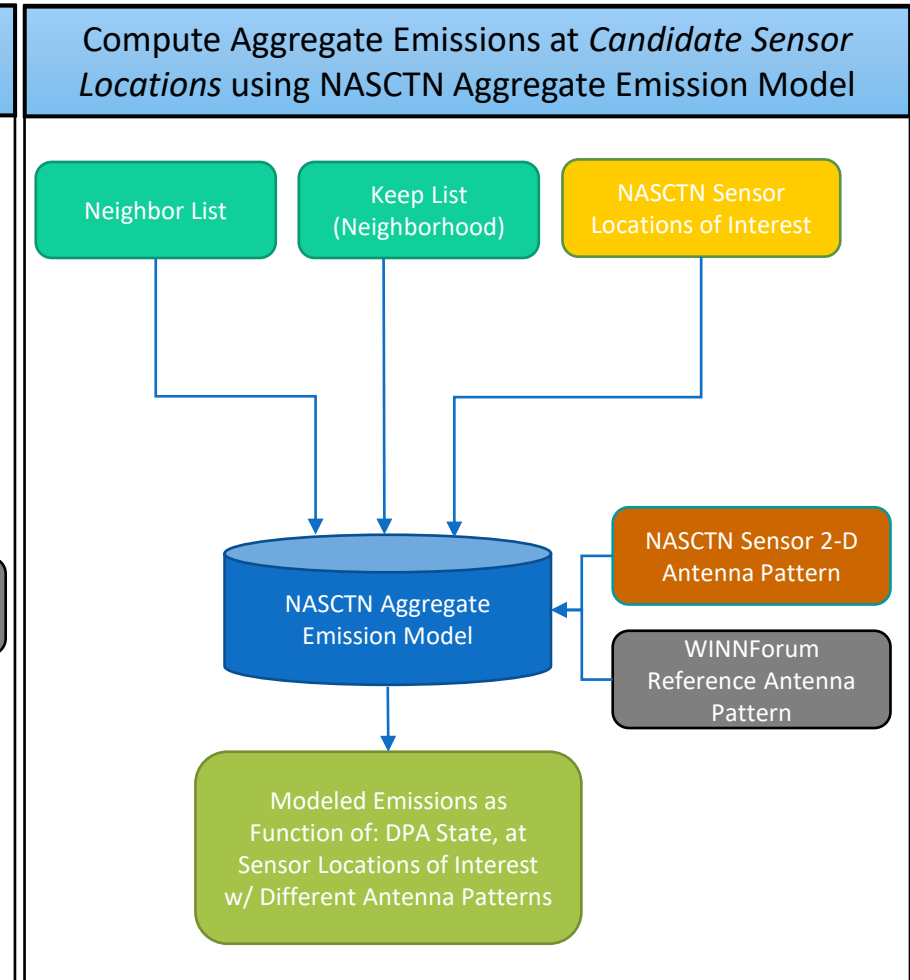 Compute Aggregate Emissions at Candidate Sensor
Locations using NASCTN Aggregate Emission Model
Neighbor List
Keep List
(Neighborhood)
NASCTN Sensor
Locations of Interest
NASCTN Sensor 2-D
Antenna Pattern
NASCTN Aggregate
Emission Model
WINNForum
Reference Antenna
Pattern
Modeled Emissions as
Function of: DPA State, at
Sensor Locations of Interest
w/ Different Antenna Patterns